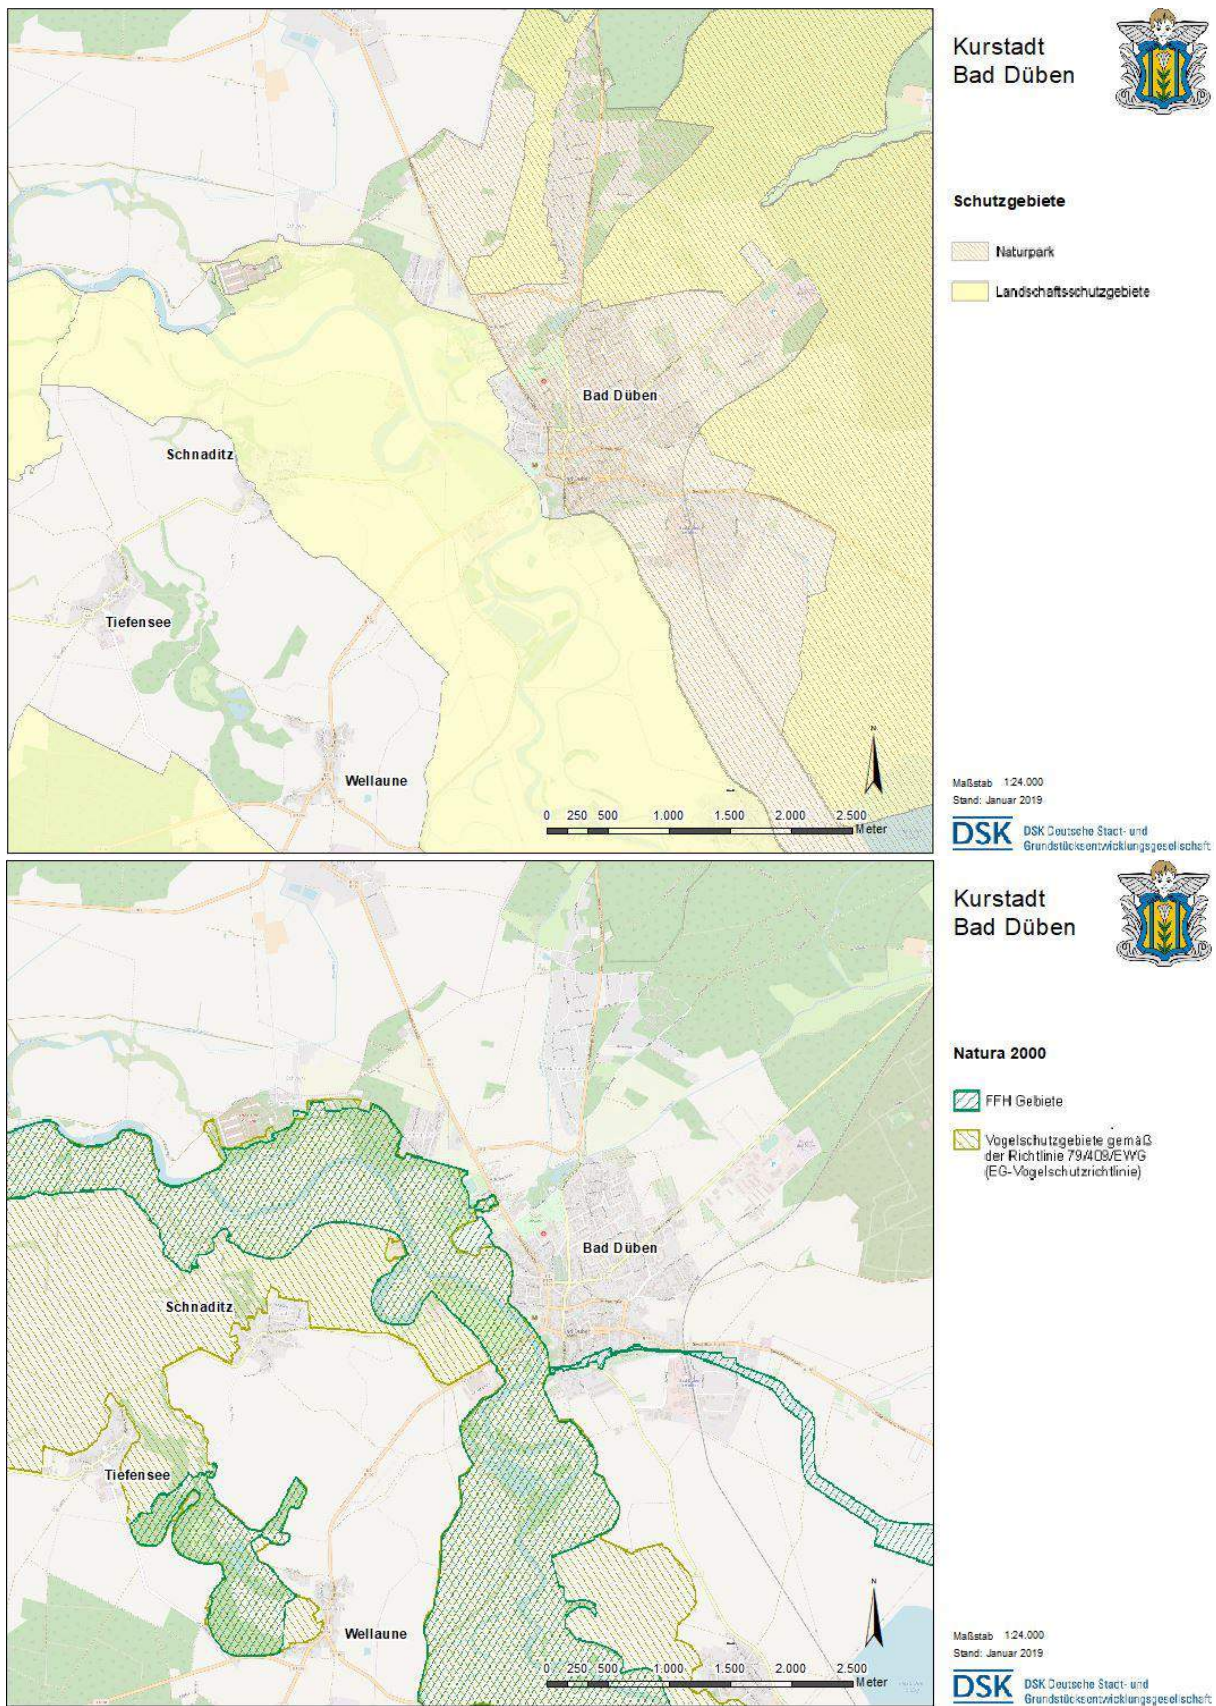 Kurstadt
Bad Düben
Schutzgebiete
Naturpark
Landschaftsschutzgebiete
Bad Düben
Schnaditz
Tiefensee
Wellaune
N
0 250 500 1.000 1.500 2.000 2.500
Meter
Maßstab 1:24.000
Stand: Januar 2019
DSK DSK Deutsche Stadt- und
Grundstücksentwicklungsgesellschaft
Kurstadt
Bad Düben
Natura 2000
FFH Gebiete
Vogelschutzgebiete gemäß
der Richtlinie 79/409/EWG
(EG-Vogelschutzrichtlinie)
Bad Düben
Schnaditz
Tiefensee
Wellaune
N
0 250 500 1.000 1.500 2.000 2.500
Meter
Maßstab 1:24.000
Stand: Januar 2019
DSK DSK Deutsche Stadt- und
Grundstücksentwicklungsgesellschaft